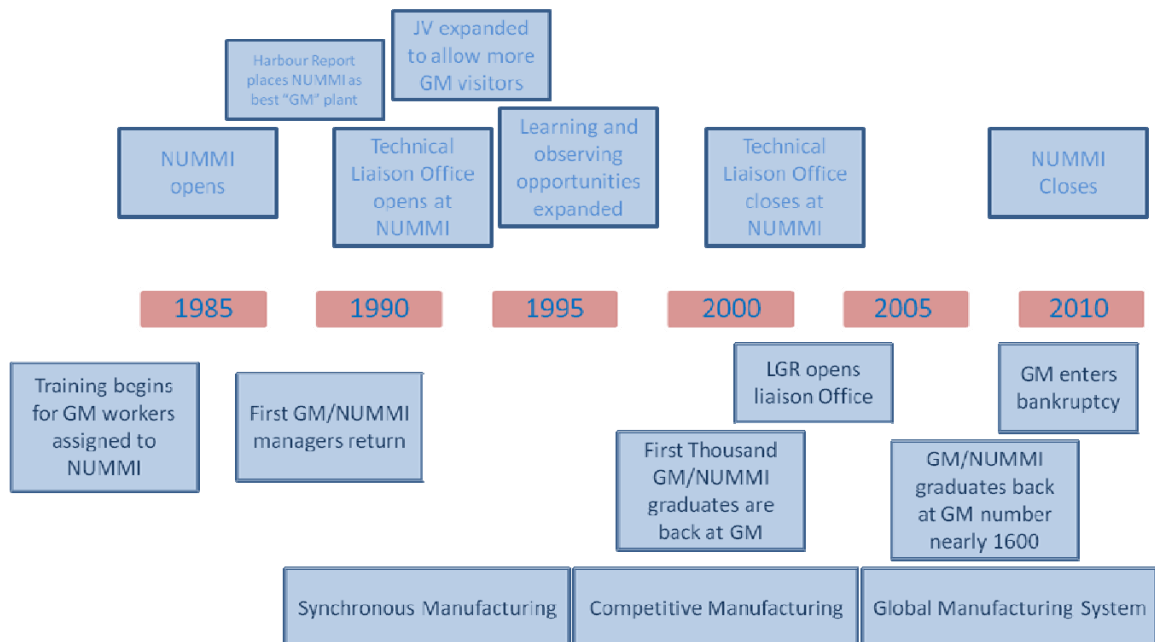 JV expanded
to allow more
GM visitors
Harbour Report
places NUMMI as
best "GM" plant
NUMMI
opens
Technical
Liaison Office
opens at
NUMMI
Learning and
observing
opportunities
expanded
Technical
Liaison Office
closes at
NUMMI
NUMMI
Closes
1985
1990
1995
2000
2005
2010
Training begins
for GM workers
assigned to
NUMMI
First GM/NUMMI
managers return
LGR opens
liaison Office
GM enters
bankruptcy
First Thousand
GM/NUMMI
graduates are
back at GM
GM/NUMMI
graduates back
at GM number
nearly 1600
Synchronous Manufacturing
Competitive Manufacturing
Global Manufacturing System